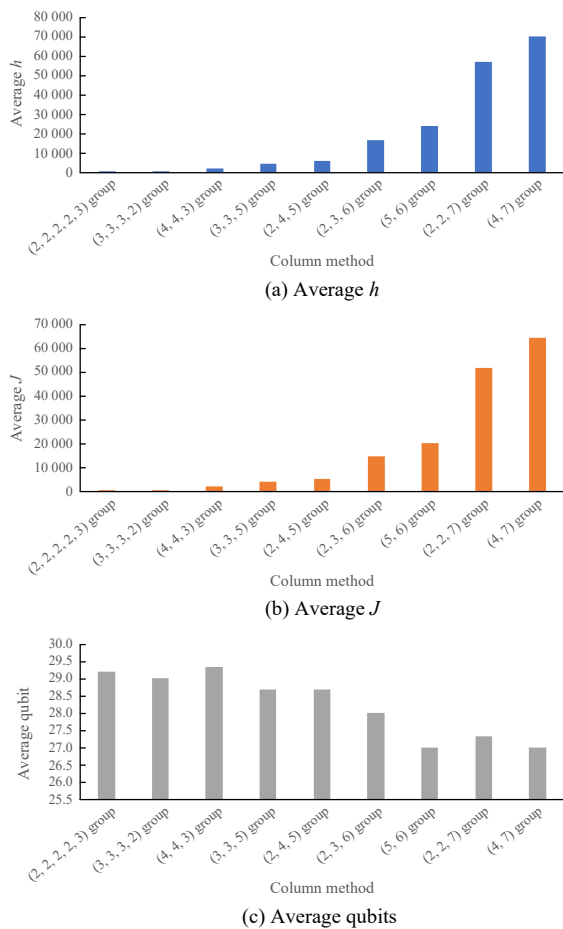 80 000
70 000
60 000
50 000
40 000
30 000
20 000
10 000
0
Average h
(2, 2, 2, 2, 3) group
(3, 3, 3, 2) group
(4, 4, 3) group
(3, 3, 5) group
(2, 4, 5) group
(2, 3, 6) group
(5, 6) group
(2, 2, 7) group
(4, 7) group
Column method
(a) Average h
70 000
60 000
50 000
40 000
30 000
20 000
10 000
0
Average J
(2, 2, 2, 2, 3) group
(3, 3, 3, 2) group
(4, 4, 3) group
(3, 3, 5) group
(2, 4, 5) group
(2, 3, 6) group
(5, 6) group
(2, 2, 7) group
(4, 7) group
Column method
(b) Average J
30.0
29.5
29.0
28.5
28.0
27.5
27.0
26.5
26.0
25.5
Average qubit
(2, 2, 2, 2, 3) group
(3, 3, 3, 2) group
(4, 4, 3) group
(3, 3, 5) group
(2, 4, 5) group
(2, 3, 6) group
(5, 6) group
(2, 2, 7) group
(4, 7) group
Column method
(c) Average qubits